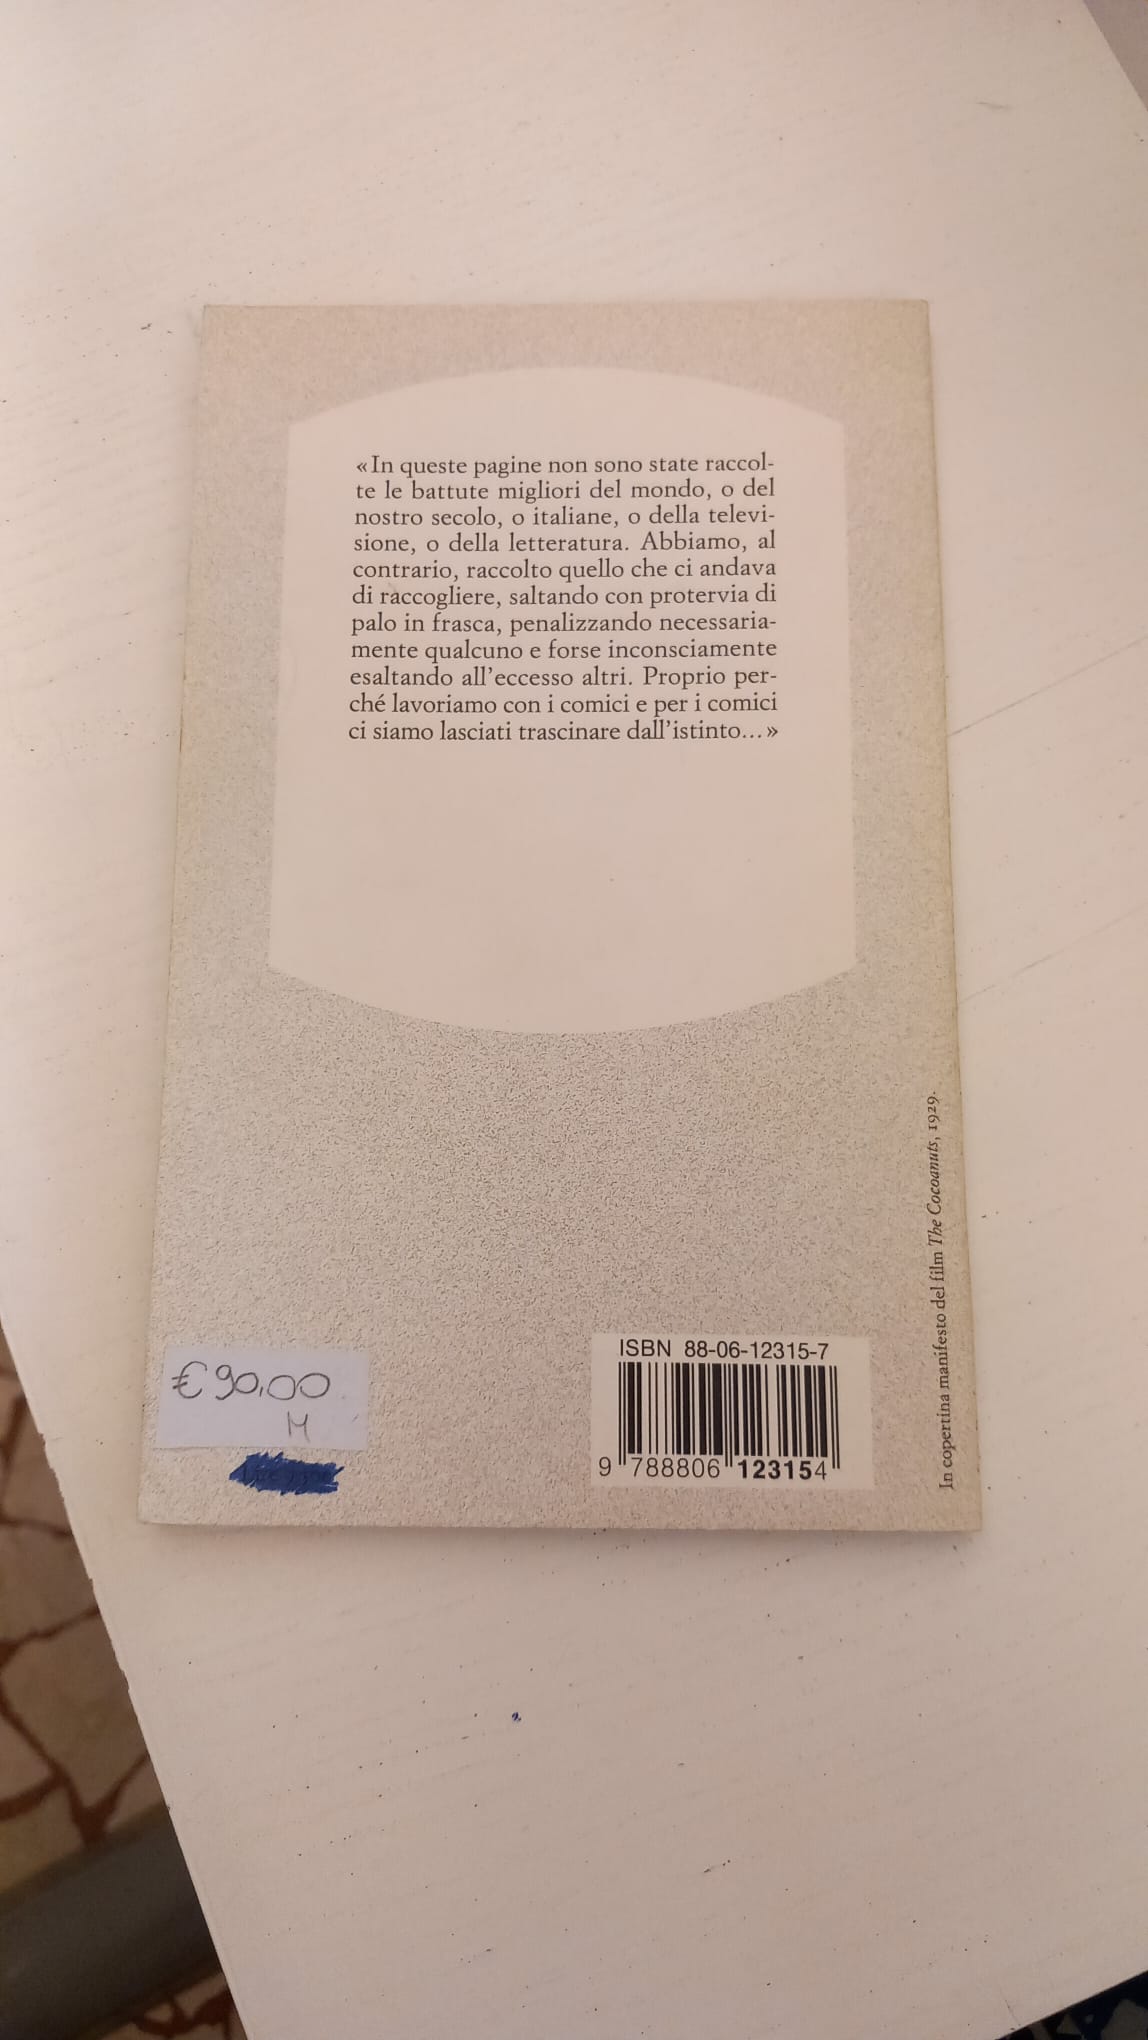 «In queste pagine non sono state raccol-
te le battute migliori del mondo, o del
nostro secolo, o italiane, o della televi-
sione, o della letteratura. Abbiamo, al
contrario, raccolto quello che ci andava
di raccogliere, saltando con protervia di
palo in frasca, penalizzando necessaria-
mente qualcuno e forse inconsciamente
esaltando all'eccesso altri. Proprio per-
ché lavoriamo con i comici e per i comici
ci siamo lasciati trascinare dall'istinto...»
In copertina manifesto del film The Cocoanuts, 1929.
€ 90,00
M
ISBN 88-06-12315-7
9 788806 123154